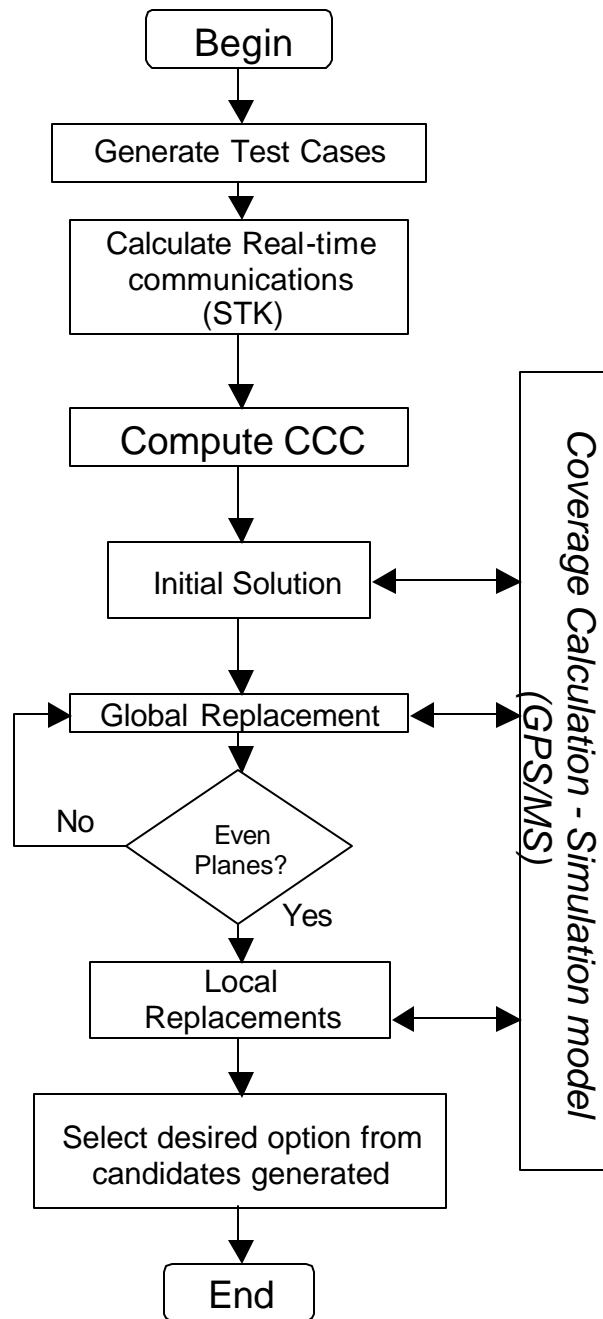 Begin
Generate Test Cases
Calculate Real-time
communications
(STK)
Compute CCC
Initial Solution
Global Replacement
No
Even
Planes?
Yes
Local
Replacements
Select desired option from
candidates generated
End
Coverage Calculation - Simulation model
(GPS/MS)